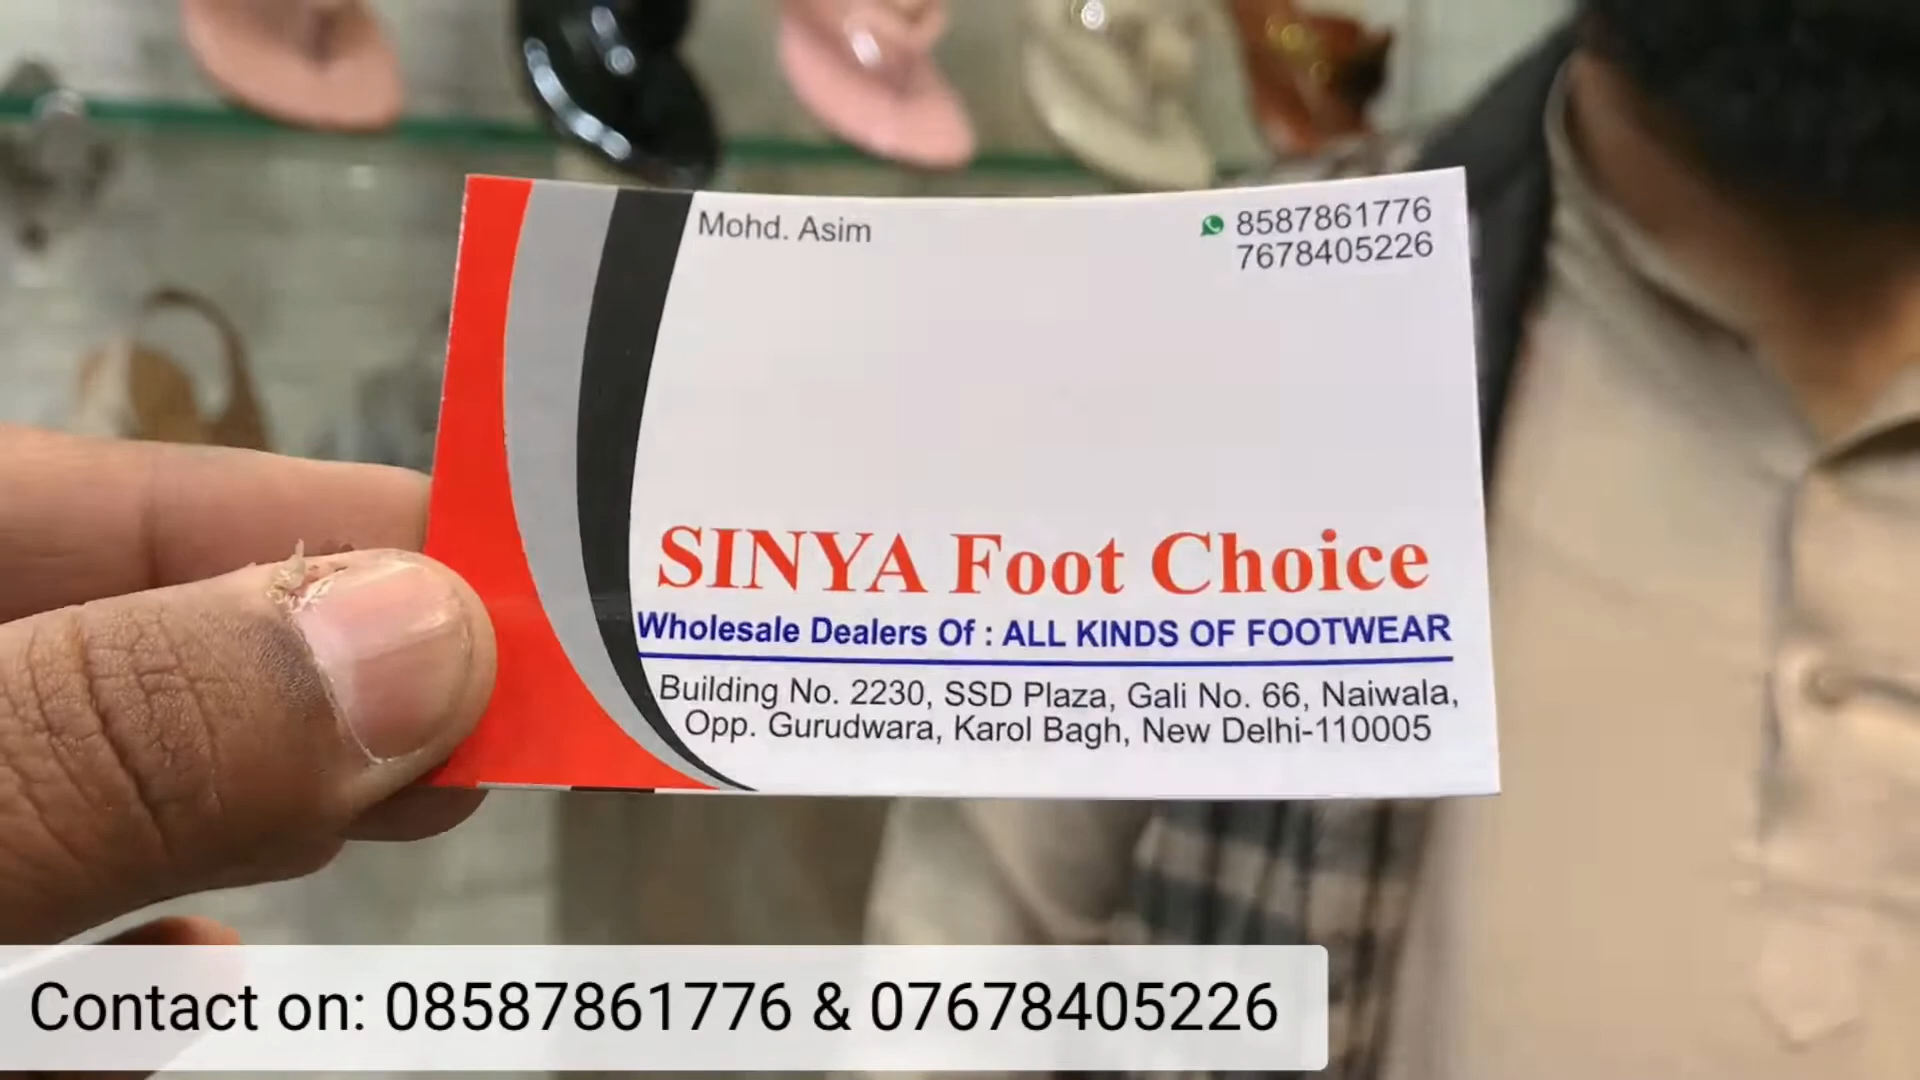 Mohd. Asim
8587861776
7678405226
SINYA Foot Choice
Wholesale Dealers Of : ALL KINDS OF FOOTWEAR
Building No. 2230, SSD Plaza, Gali No. 66, Naiwala,
Opp. Gurudwara, Karol Bagh, New Delhi-110005
Contact on: 08587861776 & 07678405226